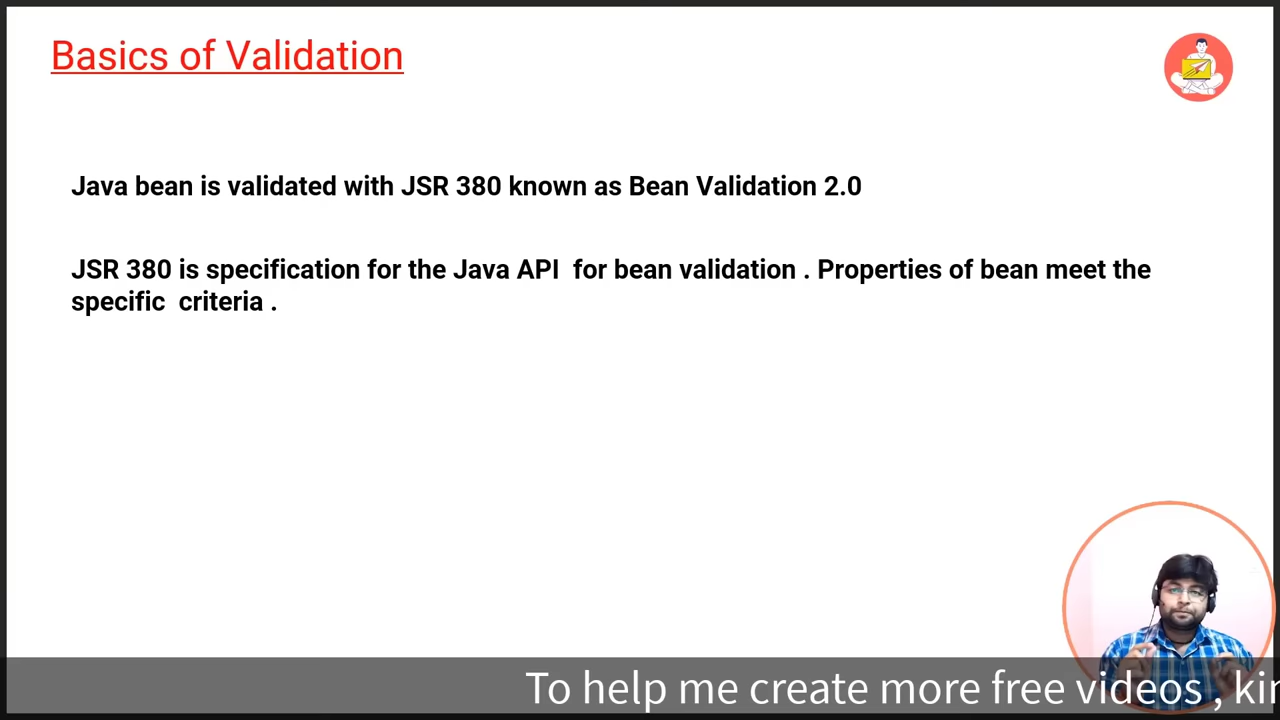 Basics of Validation
Java bean is validated with JSR 380 known as Bean Validation 2.0
JSR 380 is specification for the Java API  for bean validation . Properties of bean meet the
specific  criteria .
To help me create more free videos ,